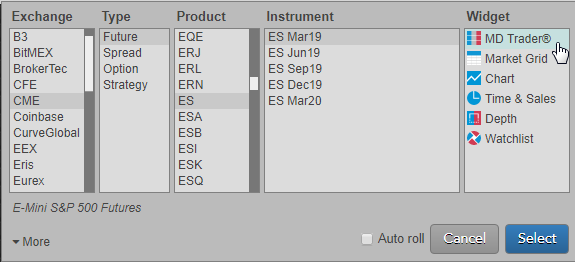 Exchange
B3
BitMEX
BrokerTec
CFE
CME
Coinbase
CurveGlobal
EEX
Eris
Eurex
Type
Future
Spread
Option
Strategy
Product
EQE
ERJ
ERL
ERN
ES
ESA
ESB
ESI
ESK
ESQ
Instrument
ES Mar19
ES Jun19
ES Sep19
ES Dec19
ES Mar20
Widget
MD Trader®
Market Grid
Chart
Time & Sales
Depth
Watchlist
E-Mini S&P 500 Futures
More
Auto roll
Cancel
Select